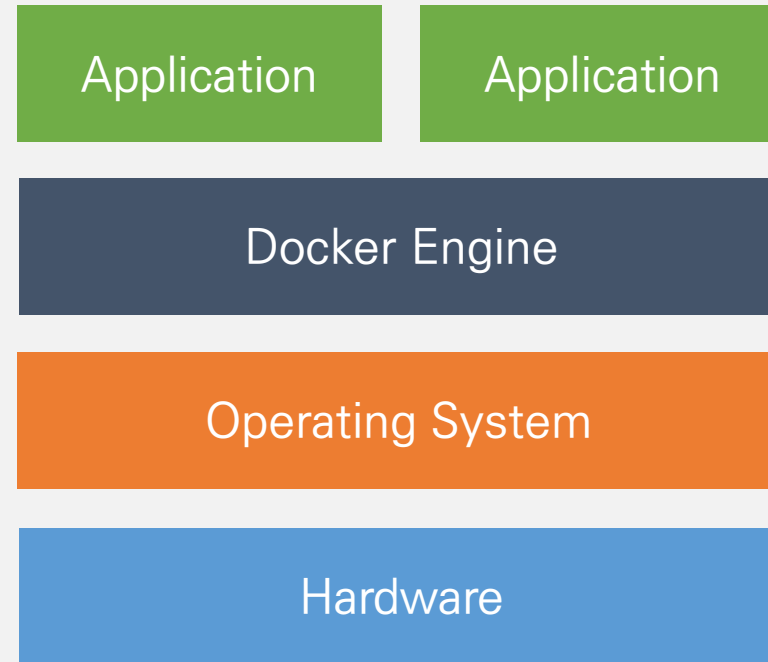 Application
Application
Docker Engine
Operating System
Hardware